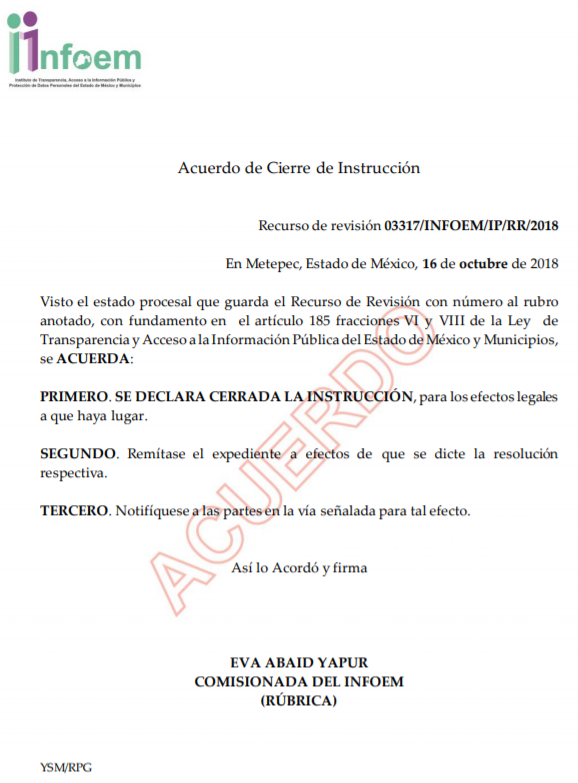 infoem
Instituto de Transparencia, Acceso a la Información Pública y
Protección de Datos Personales del Estado de México y Municipios
Acuerdo de Cierre de Instrucción
Recurso de revisión 03317/INFOEM/IP/RR/2018
En Metepec, Estado de México, 16 de octubre de 2018
Visto el estado procesal que guarda el Recurso de Revisión con número al rubro
anotado, con fundamento en el artículo 185 fracciones VI y VIII de la Ley de
Transparencia y Acceso a la Información Pública del Estado de México y Municipios,
se ACUERDA:
PRIMERO. SE DECLARA CERRADA LA INSTRUCCIÓN, para los efectos legales
a que haya lugar.
SEGUNDO. Remítase el expediente a efectos de que se dicte la resolución
respectiva.
TERCERO. Notifíquese a las partes en la vía señalada para tal efecto.
ACUERDO
Así lo Acordó y firma
EVA ABAID YAPUR
COMISIONADA DEL INFOEM
(RÚBRICA)
YSM/RPG